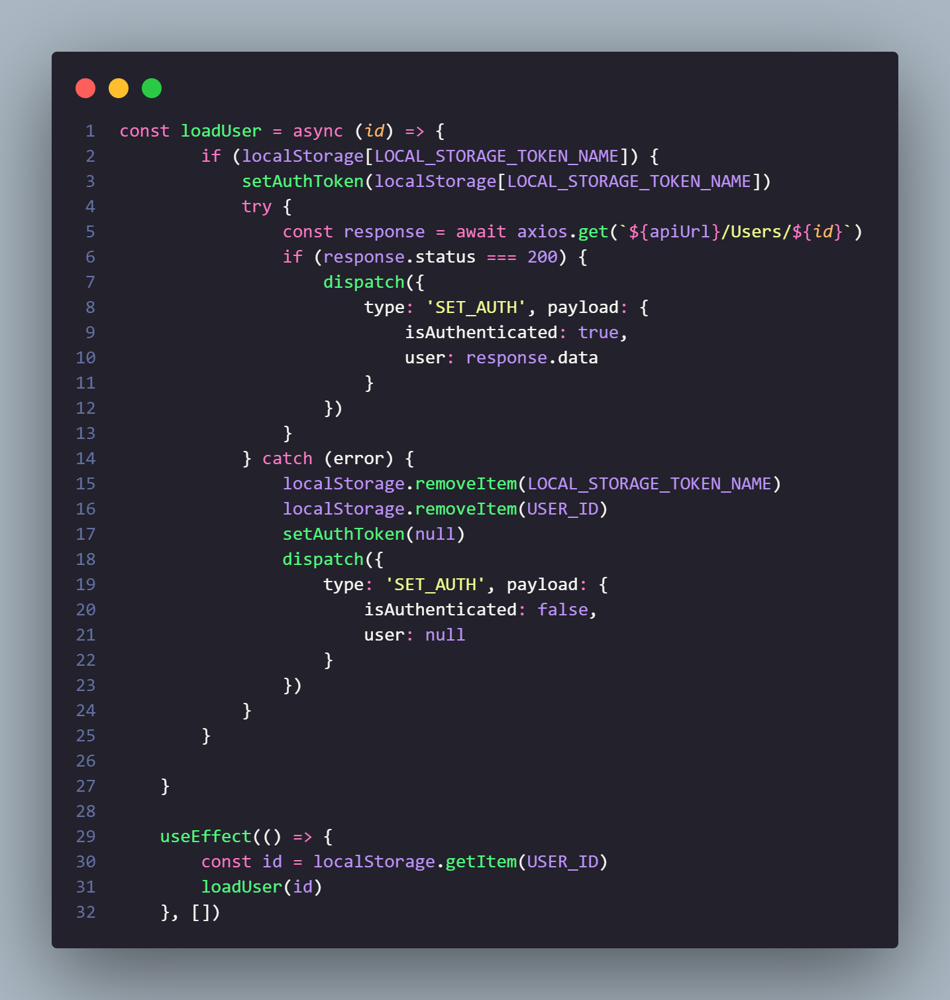 1 const loadUser = async (id) => {
2 if (localStorage[LOCAL_STORAGE_TOKEN_NAME]) {
3 setAuthToken(localStorage[LOCAL_STORAGE_TOKEN_NAME])
4 try {
5 const response = await axios.get(`${apiUrl}/Users/${id}`)
6 if (response.status === 200) {
7 dispatch({
8 type: 'SET_AUTH', payload: {
9 isAuthenticated: true,
10 user: response.data
11 }
12 })
13 }
14 } catch (error) {
15 localStorage.removeItem(LOCAL_STORAGE_TOKEN_NAME)
16 localStorage.removeItem(USER_ID)
17 setAuthToken(null)
18 dispatch({
19 type: 'SET_AUTH', payload: {
20 isAuthenticated: false,
21 user: null
22 }
23 })
24 }
25 }
26
27 }
28
29 useEffect(() => {
30 const id = localStorage.getItem(USER_ID)
31 loadUser(id)
32 }, [])